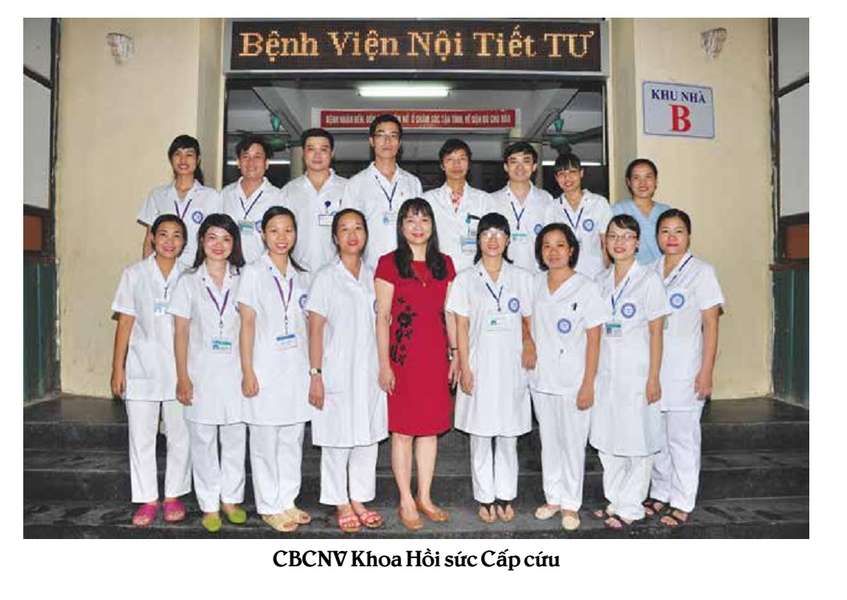 Bệnh Viện Nội Tiết TƯ
KHU NHÀ
B
CBCNV Khoa Hồi sức Cấp cứu